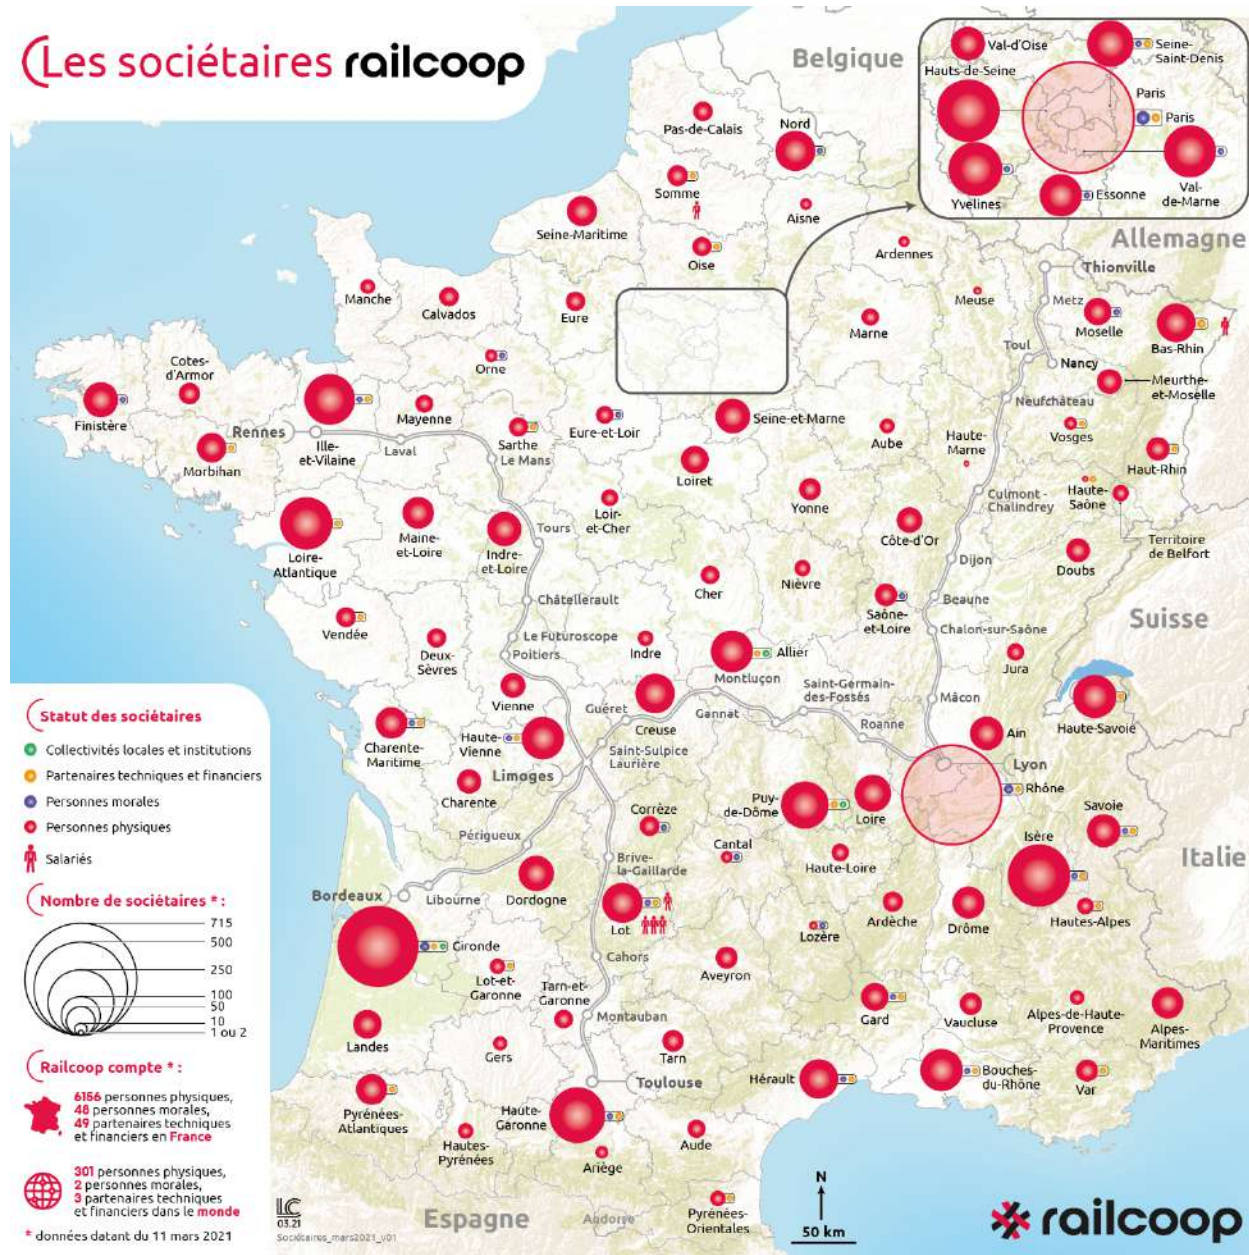 Les sociétaires railcoop
Belgique
Val-d'Oise
Seine-
Saint-Denis
Hauts-de-Seine
Paris
Paris
Yvelines
Essonne
Val-
de-Marne
Allemagne
Pas-de-Calais
Nord
Somme
Aisne
Seine-Maritime
Oise
Ardennes
Thionville
Manche
Calvados
Eure
Marne
Meuse
Metz
Moselle
Bas-Rhin
Toul
Nancy
Cotes-
d'Armor
Orne
Meurthe-
et-Moselle
Finistère
Mayenne
Neufchâteau
Rennes
Ille-
et-Vilaine
Laval
Sarthe
Le Mans
Eure-et-Loir
Seine-et-Marne
Aube
Haute-
Marne
Vosges
Morbihan
Loiret
Haut-Rhin
Loir-
et-Cher
Yonne
Culmont -
Chalindrey
Haute-
Saône
Loire-
Atlantique
Maine-
et-Loire
Indre-
et-Loire
Tours
Côte-d'Or
Territoire
de Belfort
Dijon
Doubs
Cher
Nièvre
Châtellerault
Saône-
et-Loire
Beaune
Suisse
Vendée
Deux-
Sèvres
Le Futuroscope
Poitiers
Indre
Allier
Chalon-sur-Saône
Jura
Montluçon
Vienne
Guéret
Creuse
Gannat
Saint-Germain-
des-Fossés
Roanne
Mâcon
Haute-Savoie
Charente-
Maritime
Haute-
Vienne
Limoges
Saint-Sulpice
Laurière
Ain
Lyon
Rhône
Charente
Puy-
de-Dôme
Loire
Savoie
Isère
Périgueux
Corrèze
Cantal
Haute-Loire
Italie
Brive-
la-Gaillarde
Bordeaux
Libourne
Dordogne
Lot
Ardèche
Drôme
Hautes-Alpes
Lozère
Gironde
Cahors
Lot-et-
Garonne
Aveyron
Tarn-et-
Garonne
Montauban
Gard
Vaucluse
Alpes-de-Haute-
Provence
Alpes-
Maritimes
Landes
Gers
Tarn
Toulouse
Hérault
Bouches-
du-Rhône
Var
Pyrénées-
Atlantiques
Haute-
Garonne
Hautes-
Pyrénées
Ariège
Aude
Pyrénées-
Orientales
Espagne
Andorre
Statut des sociétaires
Collectivités locales et institutions
Partenaires techniques et financiers
Personnes morales
Personnes physiques
Salariés
Nombre de sociétaires * :
715
500
250
100
50
10
1 ou 2
Railcoop compte * :
6156 personnes physiques,
48 personnes morales,
49 partenaires techniques
et financiers en France
301 personnes physiques,
2 personnes morales,
3 partenaires techniques
et financiers dans le monde
* données datant du 11 mars 2021
LC
03.21
Sociétaires_mars2021_v01
N
50 km
railcoop